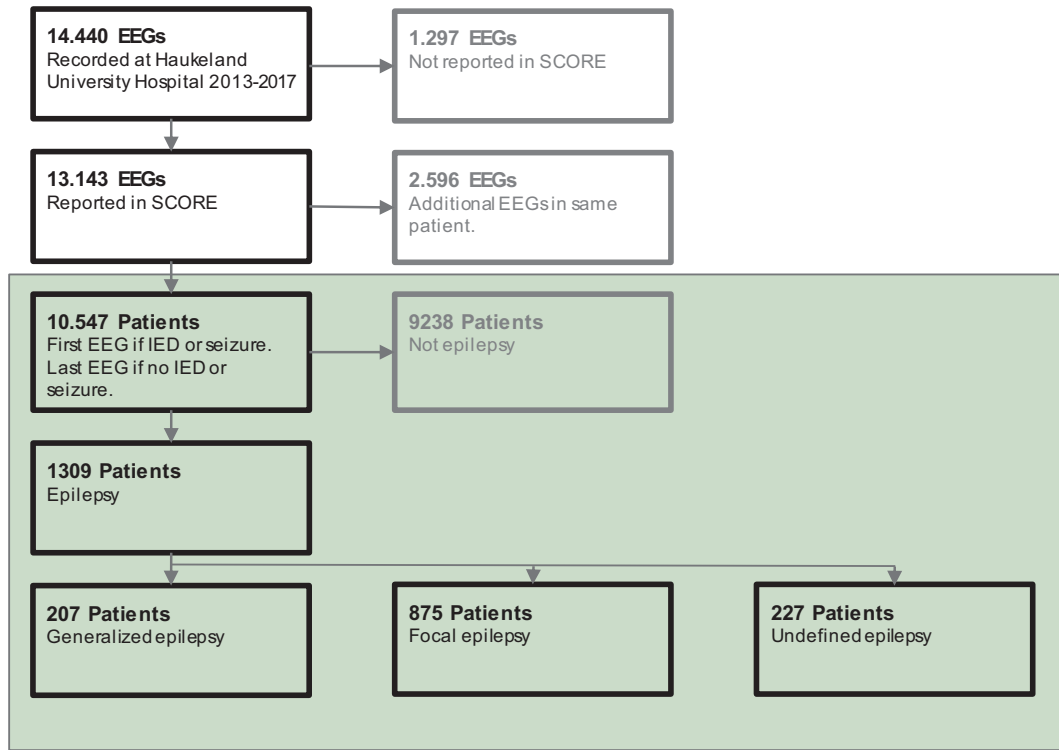 14.440 EEGs
Recorded at Haukeland
University Hospital 2013-2017
1.297 EEGs
Not reported in SCORE
13.143 EEGs
Reported in SCORE
2.596 EEGs
Additional EEGs in same
patient.
10.547 Patients
First EEG if IED or seizure.
Last EEG if no IED or
seizure.
9238 Patients
Not epilepsy
1309 Patients
Epilepsy
207 Patients
Generalized epilepsy
875 Patients
Focal epilepsy
227 Patients
Undefined epilepsy